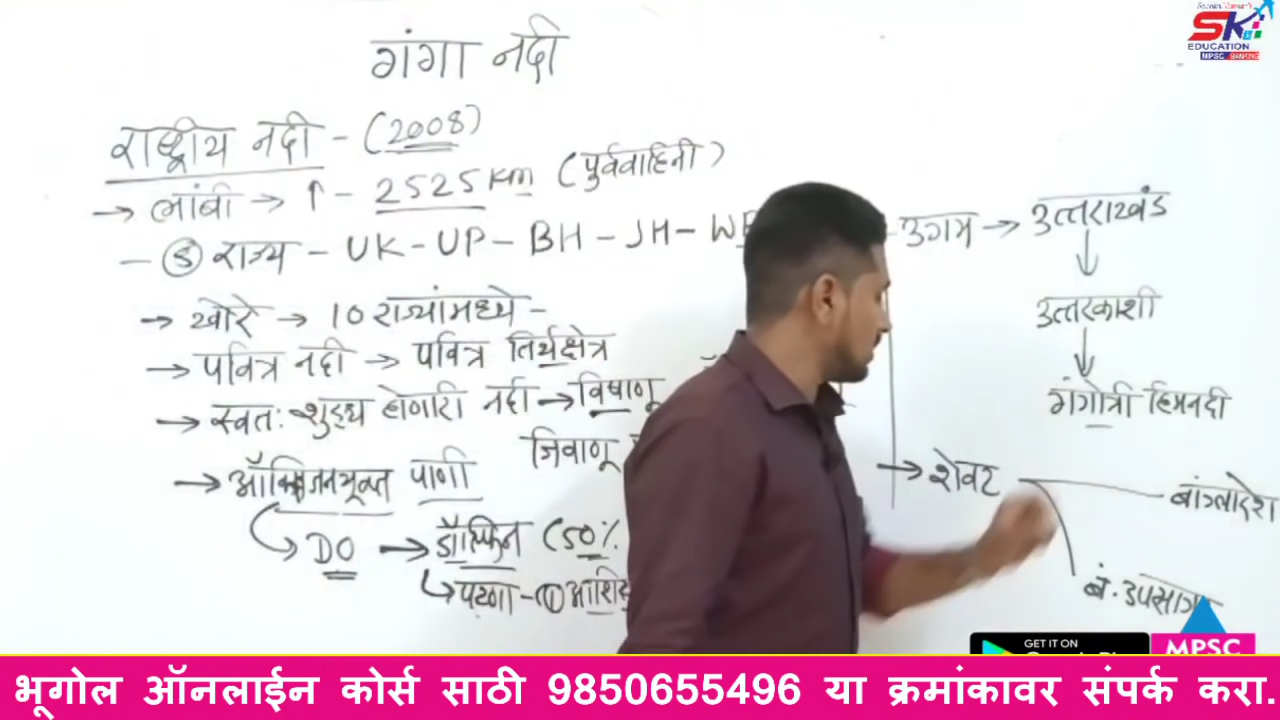 गंगा नदी
राष्ट्रीय नदी - (2008)
→ लांबी → ↑ - 2525 km (पुर्ववाहिनी)
- ⑤ राज्य - UK - UP - BH - JH - WB
→ खोरे → 10 राज्यांमध्ये -
→ पवित्र नदी → पवित्र तिर्थक्षेत्र
→ स्वतः शुद्ध होणारी नदी → विषाणू
जिवाणू
→ ऑक्सिजनयुक्त पाणी
DO → डॉल्फिन (50%
पटणा - ①
उगम → उत्तराखंड
उत्तरकाशी
गंगोत्री हिमनदी
→ शेवट
बांग्लादेश
बं. उपसागर
SK
EDUCATION
MPSC BANKING
GET IT ON
MPSC
भूगोल ऑनलाईन कोर्स साठी 9850655496 या क्रमांकावर संपर्क करा.